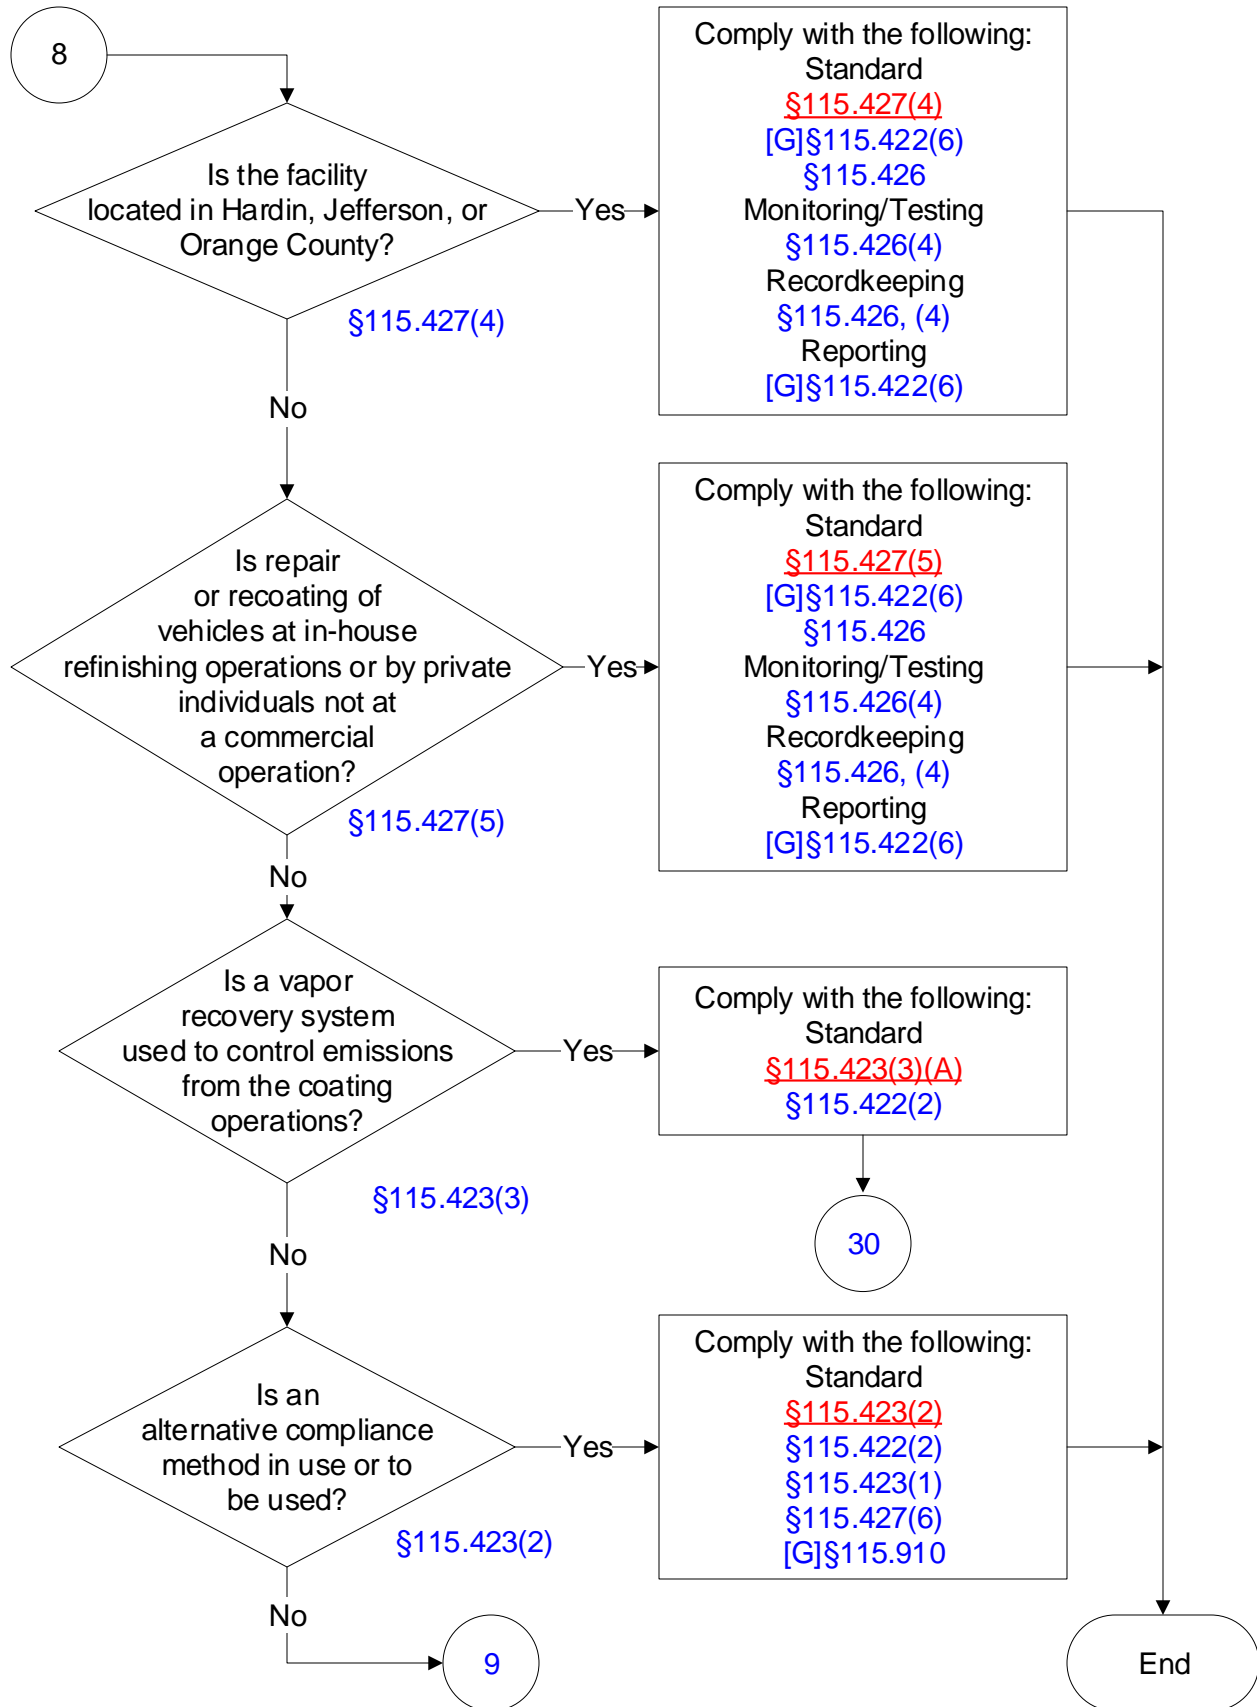 8
Is the facility
located in Hardin, Jefferson, or
Orange County?
§115.427(4)
Yes
Comply with the following:
Standard
§115.427(4)
[G]§115.422(6)
§115.426
Monitoring/Testing
§115.426(4)
Recordkeeping
§115.426, (4)
Reporting
[G]§115.422(6)
No
Is repair
or recoating of
vehicles at in-house
refinishing operations or by private
individuals not at
a commercial
operation?
§115.427(5)
Yes
Comply with the following:
Standard
§115.427(5)
[G]§115.422(6)
§115.426
Monitoring/Testing
§115.426(4)
Recordkeeping
§115.426, (4)
Reporting
[G]§115.422(6)
No
Is a vapor
recovery system
used to control emissions
from the coating
operations?
§115.423(3)
Yes
Comply with the following:
Standard
§115.423(3)(A)
§115.422(2)
30
No
Is an
alternative compliance
method in use or to
be used?
§115.423(2)
Yes
Comply with the following:
Standard
§115.423(2)
§115.422(2)
§115.423(1)
§115.427(6)
[G]§115.910
No
9
End